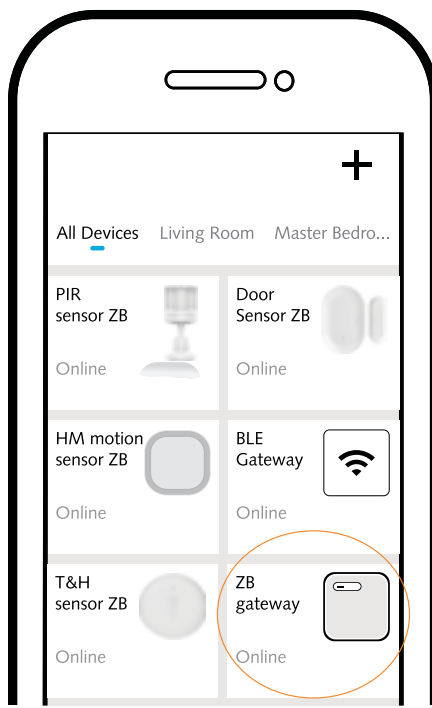 All Devices Living Room Master Bedro...
PIR
sensor ZB
Online
Door
Sensor ZB
Online
HM motion
sensor ZB
Online
BLE
Gateway
Online
T&H
sensor ZB
Online
ZB
gateway
Online